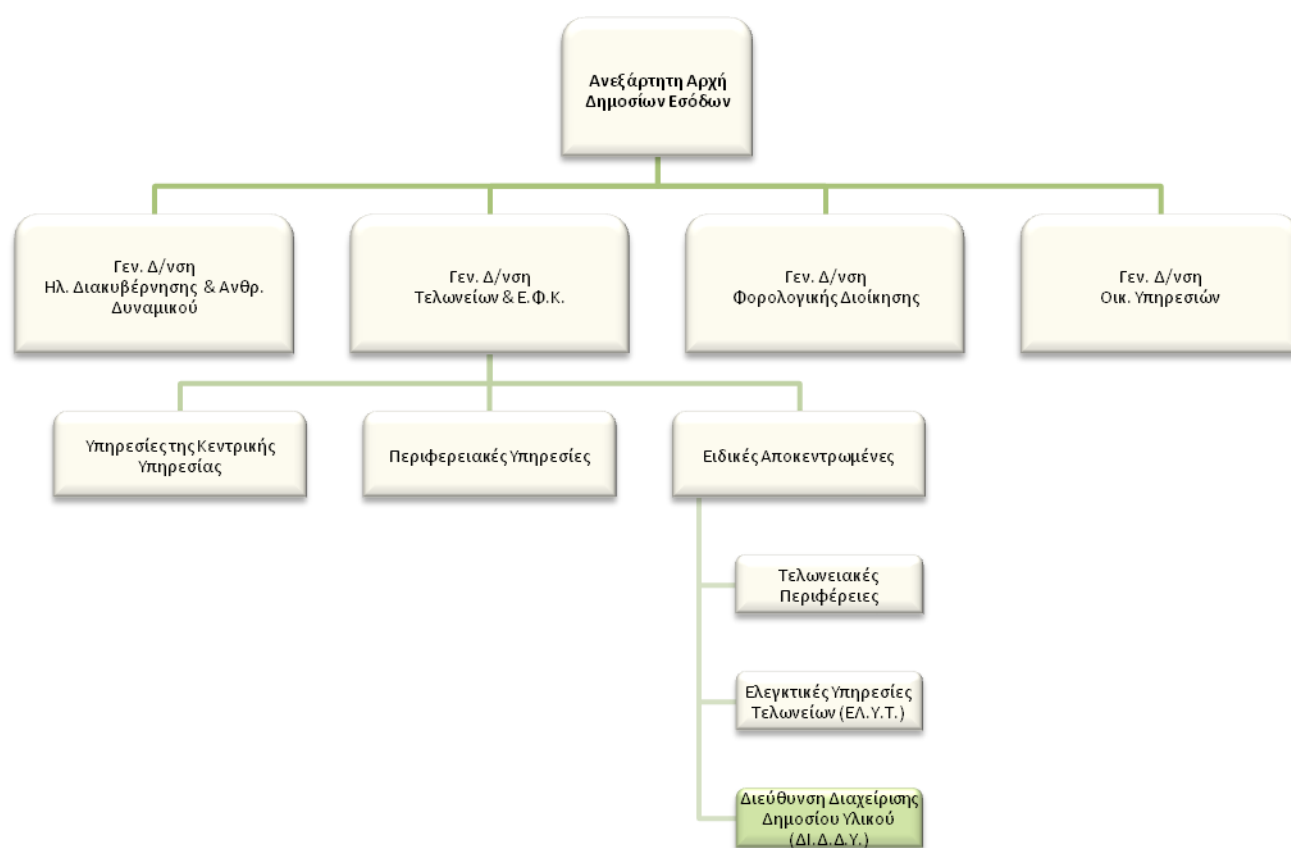 Ανεξάρτητη Αρχή
Δημοσίων Εσόδων
Γεν. Δ/νση
Ηλ. Διακυβέρνησης & Ανθρ.
Δυναμικού
Γεν. Δ/νση
Τελωνείων & Ε.Φ.Κ.
Γεν. Δ/νση
Φορολογικής Διοίκησης
Γεν. Δ/νση
Οικ. Υπηρεσιών
Υπηρεσίες της Κεντρικής
Υπηρεσίας
Περιφερειακές Υπηρεσίες
Ειδικές Αποκεντρωμένες
Τελωνειακές
Περιφέρειες
Ελεγκτικές Υπηρεσίες
Τελωνείων (ΕΛ.Υ.Τ.)
Διεύθυνση Διαχείρισης
Δημοσίου Υλικού
(ΔΙ.Δ.Δ.Υ.)